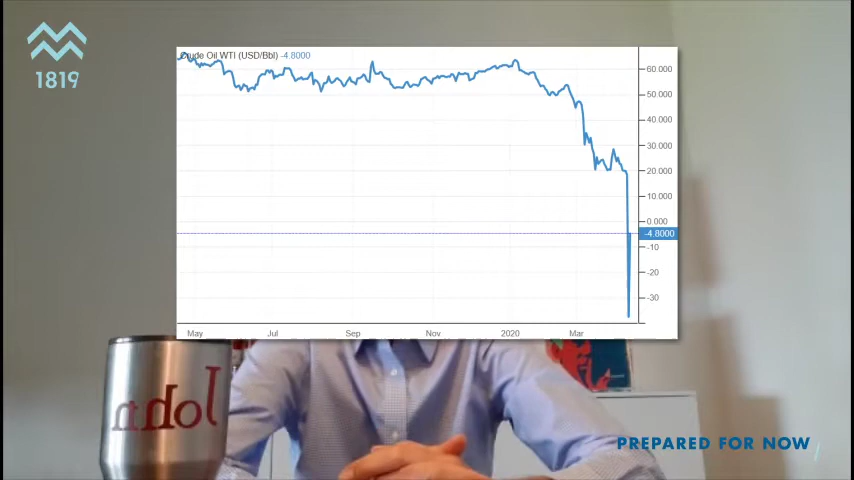 1819
Crude Oil WTI (USD/Bbl) -4.8000
60.000
50.000
40.000
30.000
20.000
10.000
0.000
-4.8000
-10
-20
-30
May
Jul
Sep
Nov
2020
Mar
John
PREPARED FOR NOW